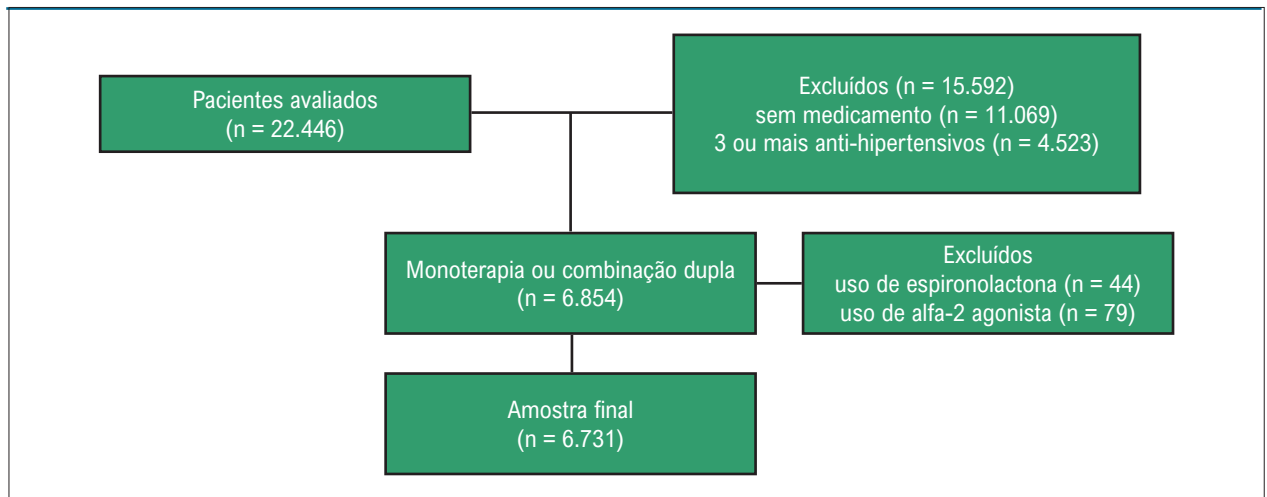 Pacientes avaliados
(n = 22.446)
Excluídos (n = 15.592)
sem medicamento (n = 11.069)
3 ou mais anti-hipertensivos (n = 4.523)
Monoterapia ou combinação dupla
(n = 6.854)
Excluídos
uso de espironolactona (n = 44)
uso de alfa-2 agonista (n = 79)
Amostra final
(n = 6.731)